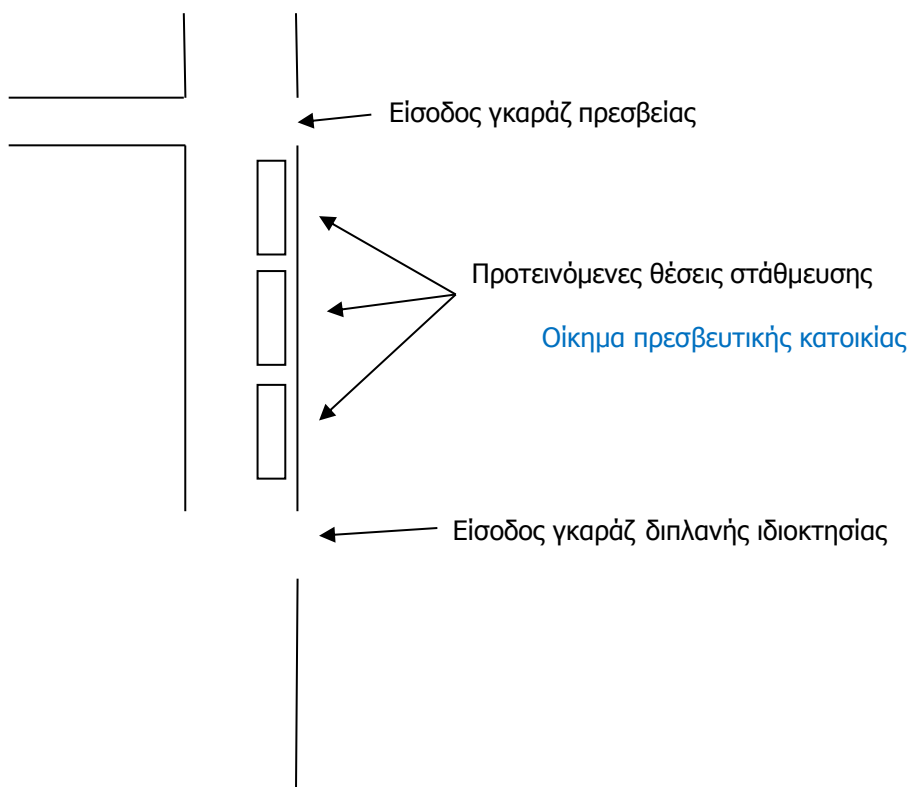 Είσοδος γκαράζ πρεσβείας
Προτεινόμενες θέσεις στάθμευσης
Οίκημα πρεσβευτικής κατοικίας
Είσοδος γκαράζ διπλανής ιδιοκτησίας